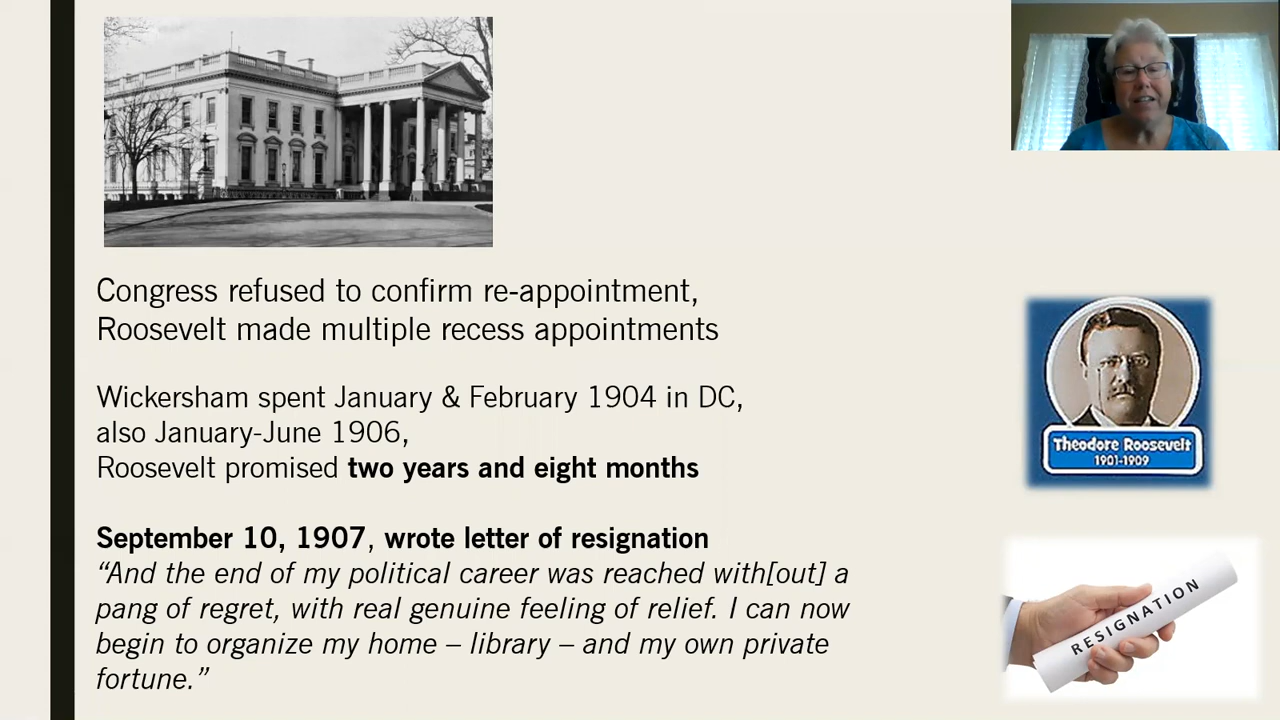 Congress refused to confirm re-appointment,
Roosevelt made multiple recess appointments
Wickersham spent January & February 1904 in DC,
also January-June 1906,
Roosevelt promised two years and eight months
September 10, 1907, wrote letter of resignation
“And the end of my political career was reached with[out] a
pang of regret, with real genuine feeling of relief. I can now
begin to organize my home – library – and my own private
fortune.”
Theodore Roosevelt
1901-1909
RESIGNATION